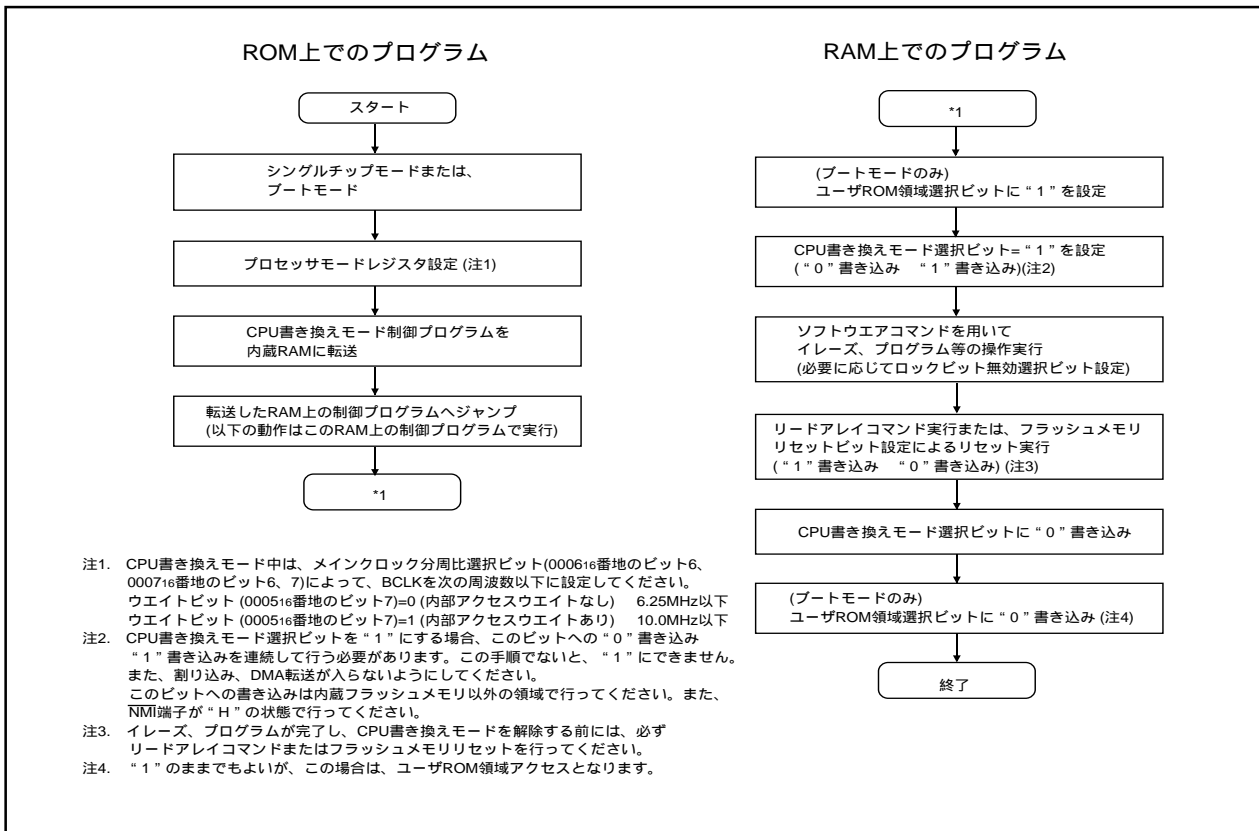 ROM上でのプログラム
スタート
シングルチップモードまたは、
ブートモード
プロセッサモードレジスタ設定 (注1)
CPU書き換えモード制御プログラムを
内蔵RAMに転送
転送したRAM上の制御プログラムへジャンプ
(以下の動作はこのRAM上の制御プログラムで実行)
*1
RAM上でのプログラム
*1
(ブートモードのみ)
ユーザROM領域選択ビットに “ 1 ” を設定
CPU書き換えモード選択ビット= “ 1 ” を設定
( “ 0 ” 書き込み “ 1 ” 書き込み)(注2)
ソフトウエアコマンドを用いて
イレーズ、プログラム等の操作実行
(必要に応じてロックビット無効選択ビット設定)
リードアレイコマンド実行または、フラッシュメモリ
リセットビット設定によるリセット実行
( “ 1 ” 書き込み “ 0 ” 書き込み) (注3)
CPU書き換えモード選択ビットに “ 0 ” 書き込み
(ブートモードのみ)
ユーザROM領域選択ビットに “ 0 ” 書き込み (注4)
終了
注1. CPU書き換えモード中は、メインクロック分周比選択ビット(000616番地のビット6、
000716番地のビット6、7)によって、BCLKを次の周波数以下に設定してください。
ウエイトビット (000516番地のビット7)=0 (内部アクセスウエイトなし) 6.25MHz以下
ウエイトビット (000516番地のビット7)=1 (内部アクセスウエイトあり) 10.0MHz以下
注2. CPU書き換えモード選択ビットを “ 1 ” にする場合、このビットへの “ 0 ” 書き込み
“ 1 ” 書き込みを連続して行う必要があります。この手順でないと、 “ 1 ” にできません。
また、割り込み、DMA転送が入らないようにしてください。
このビットへの書き込みは内蔵フラッシュメモリ以外の領域で行ってください。また、
NMI端子が “ H ” の状態で行ってください。
注3. イレーズ、プログラムが完了し、CPU書き換えモードを解除する前には、必ず
リードアレイコマンドまたはフラッシュメモリリセットを行ってください。
注4. “ 1 ” のままでもよいが、この場合は、ユーザROM領域アクセスとなります。